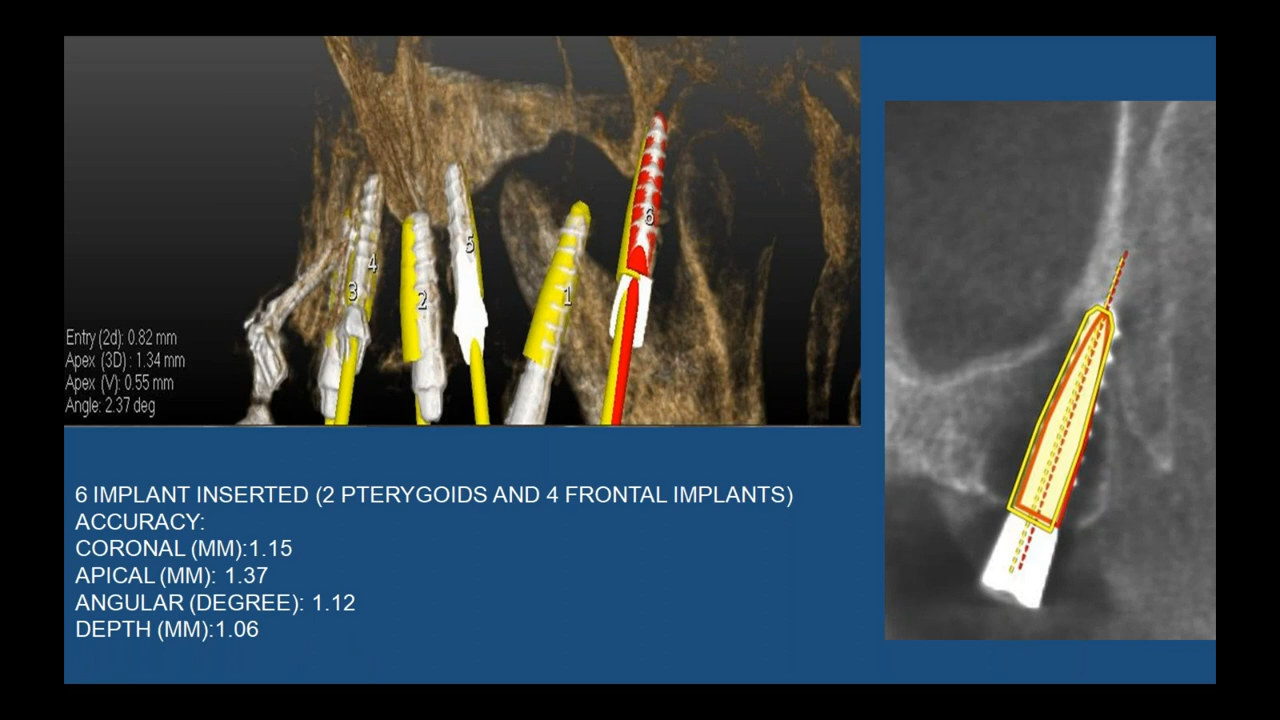 4
3
2
5
1
6
Entry (2d): 0.82 mm
Apex (3D) : 1.34 mm
Apex (V): 0.55 mm
Angle: 2.37 deg
6 IMPLANT INSERTED (2 PTERYGOIDS AND 4 FRONTAL IMPLANTS)
ACCURACY:
CORONAL (MM):1.15
APICAL (MM): 1.37
ANGULAR (DEGREE): 1.12
DEPTH (MM):1.06